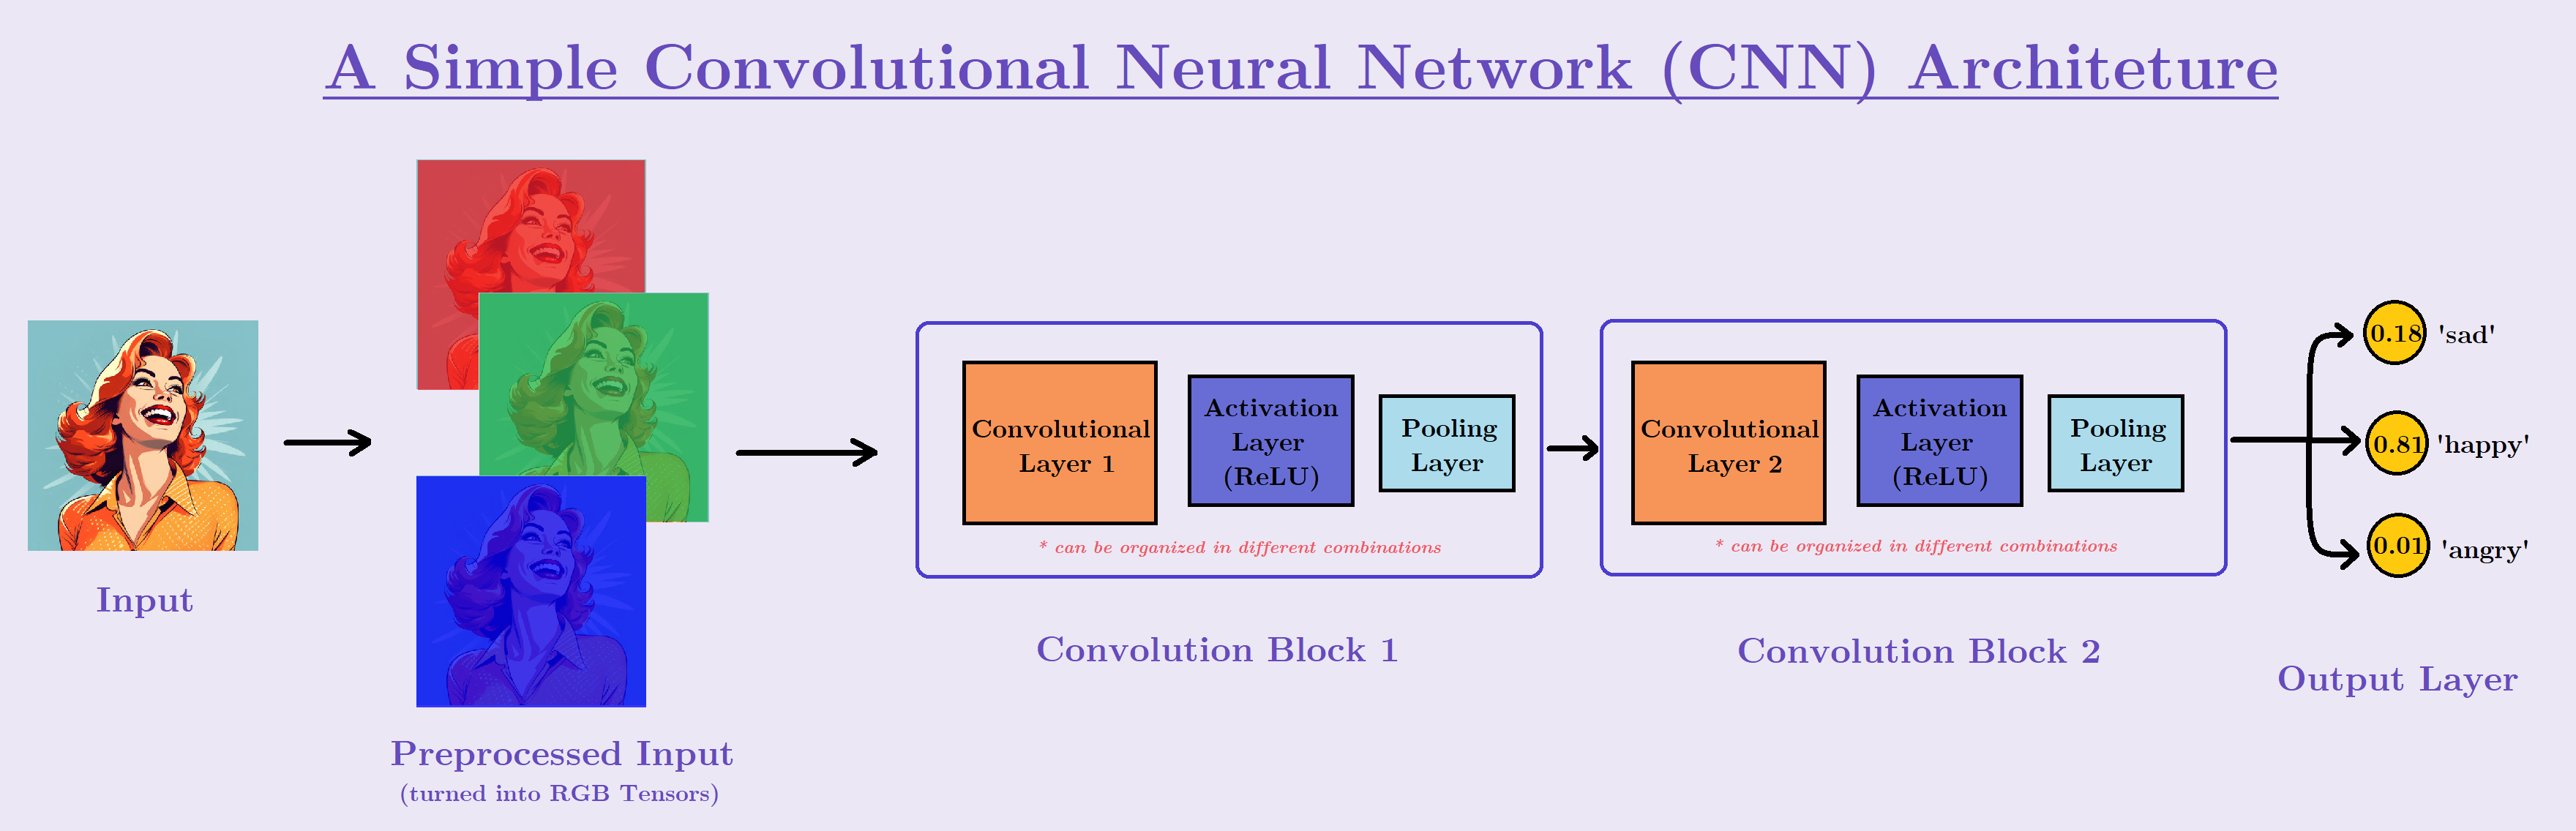 A Simple Convolutional Neural Network (CNN) Architeture
Input
Preprocessed Input
(turned into RGB Tensors)
Convolutional
Layer 1
Activation
Layer
(ReLU)
Pooling
Layer
* can be organized in different combinations
Convolution Block 1
Convolutional
Layer 2
Activation
Layer
(ReLU)
Pooling
Layer
* can be organized in different combinations
Convolution Block 2
0.18 'sad'
0.81 'happy'
0.01 'angry'
Output Layer